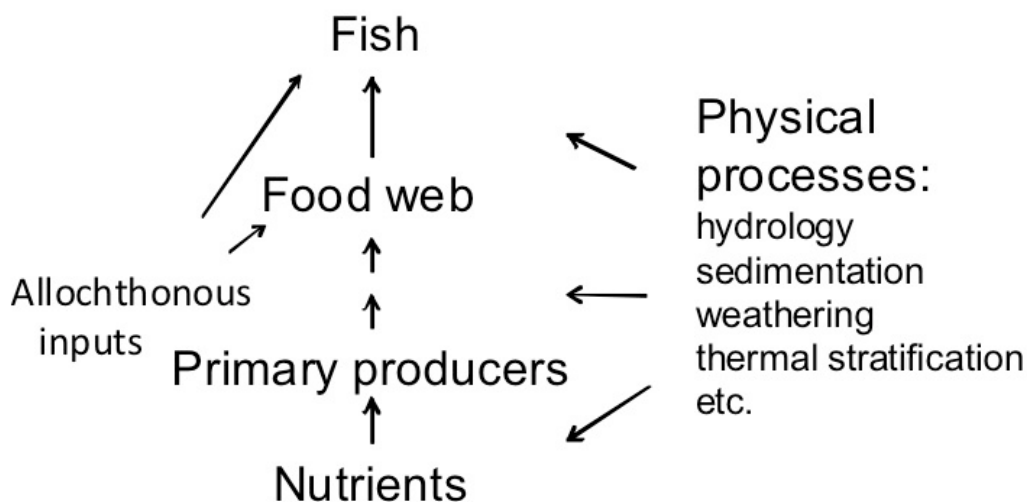 Fish
Food web
Allochthonous
inputs
Primary producers
Nutrients
Physical
processes:
hydrology
sedimentation
weathering
thermal stratification
etc.